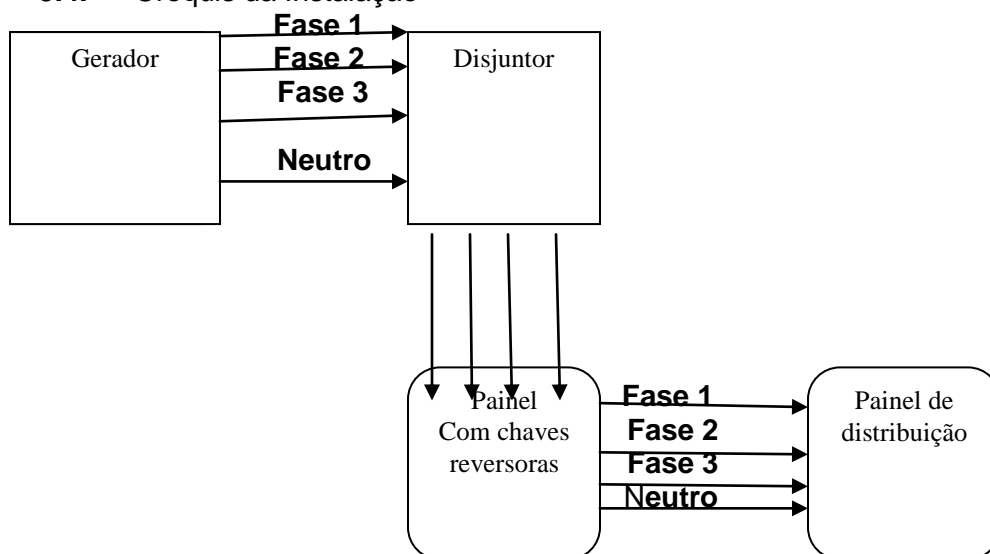 Croquis da Instalação
Gerador
Fase 1
Fase 2
Fase 3
Neutro
Disjuntor
Painel
Com chaves
reversoras
Fase 1
Fase 2
Fase 3
Neutro
Painel de
distribuição